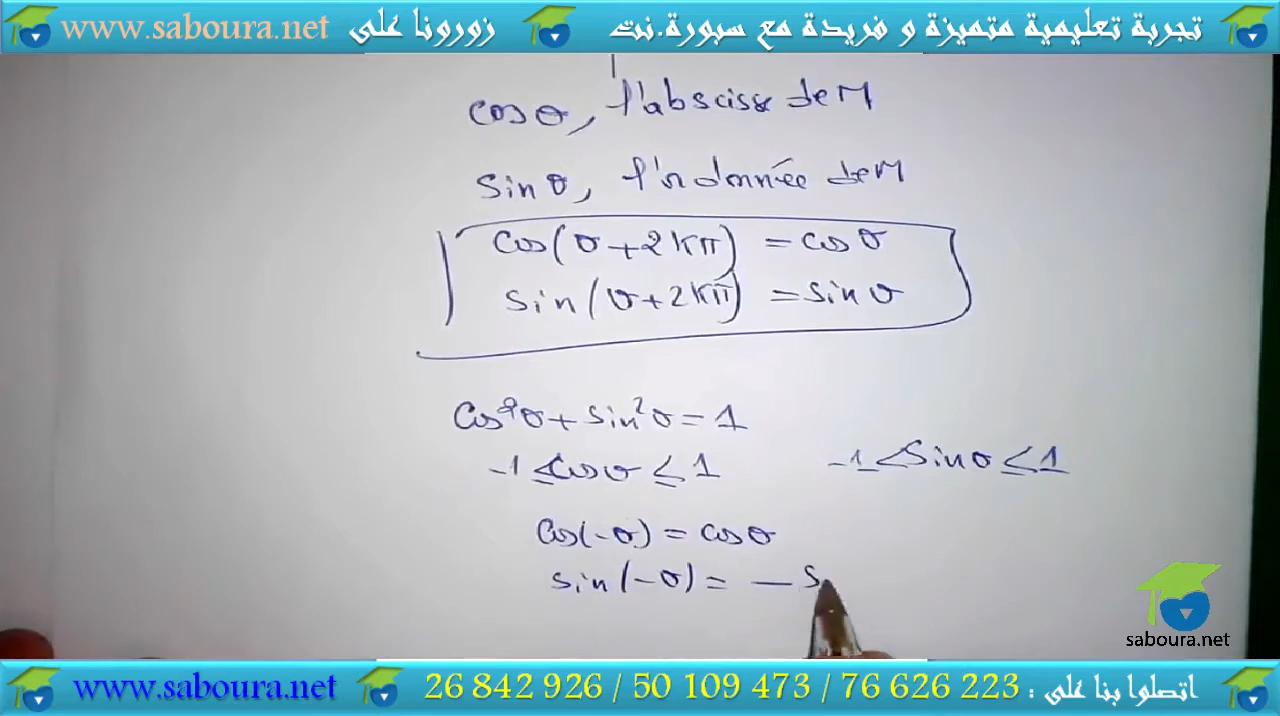 www.saboura.net زورونا على تجربة تعليمية متميزة و فريدة مع سبورة.نت
cos θ, l'abscisse de M
sin θ, l'ordonnée de M
cos(θ+2kπ) = cos θ
sin(θ+2kπ) = sin θ
cos²θ + sin²θ = 1
-1 ≤ cos θ ≤ 1 -1 ≤ sin θ ≤ 1
cos(-θ) = cos θ
sin(-θ) = - s
saboura.net
www.saboura.net 26 842 926 / 50 109 473 / 76 626 223 : اتصلوا بنا على